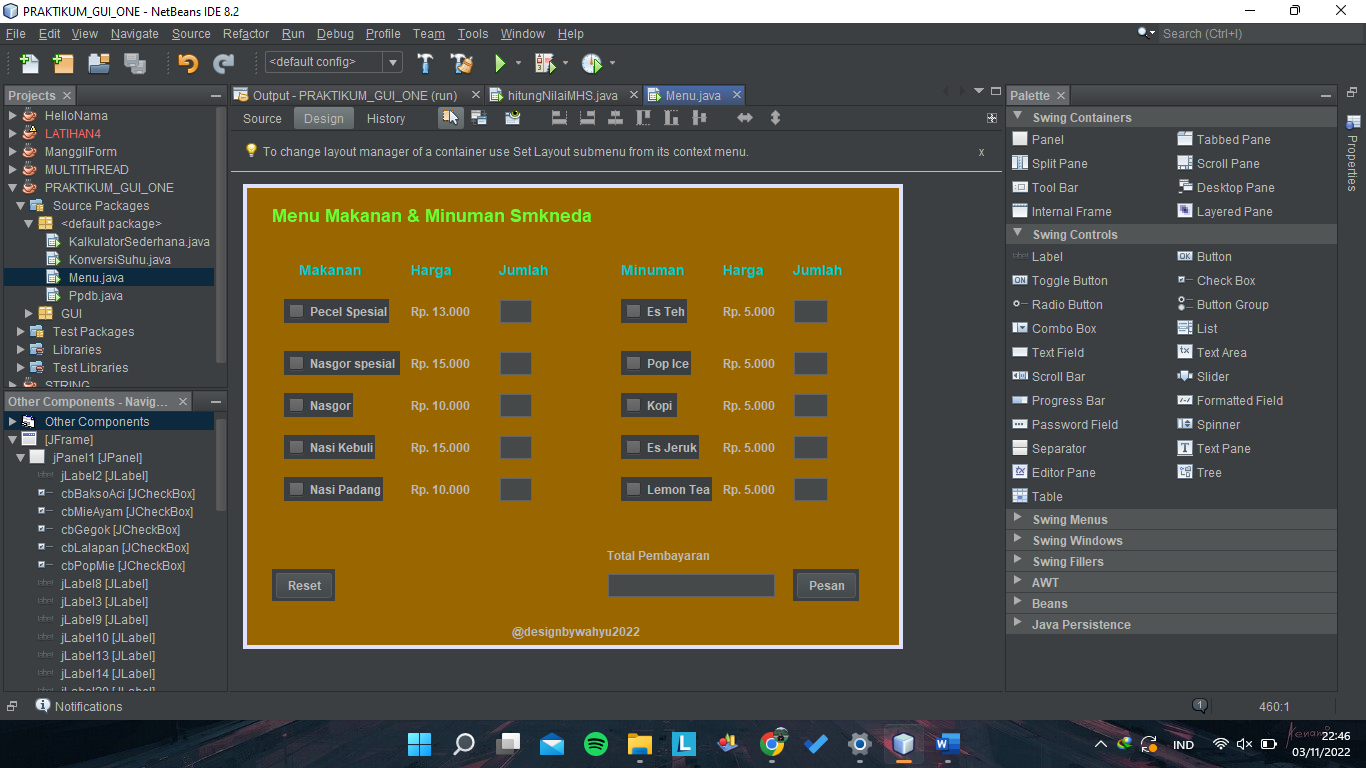 PRAKTIKUM_GUI_ONE - NetBeans IDE 8.2
File Edit View Navigate Source Refactor Run Debug Profile Team Tools Window Help
Search (Ctrl+I)
<default config>
Projects
HelloNama
LATIHAN4
ManggilForm
MULTITHREAD
PRAKTIKUM_GUI_ONE
Source Packages
<default package>
KalkulatorSederhana.java
KonversiSuhu.java
Menu.java
Ppdb.java
GUI
Test Packages
Libraries
Test Libraries
STRING
Other Components - Navig...
Other Components
[JFrame]
jPanel1 [JPanel]
jLabel2 [JLabel]
cbBaksoAci [JCheckBox]
cbMieAyam [JCheckBox]
cbGegok [JCheckBox]
cbLalapan [JCheckBox]
cbPopMie [JCheckBox]
jLabel8 [JLabel]
jLabel3 [JLabel]
jLabel9 [JLabel]
jLabel10 [JLabel]
jLabel13 [JLabel]
jLabel14 [JLabel]
Output - PRAKTIKUM_GUI_ONE (run) hitungNilaiMHS.java Menu.java
Source Design History
To change layout manager of a container use Set Layout submenu from its context menu. x
Menu Makanan & Minuman Smkneda
Makanan Harga Jumlah Minuman Harga Jumlah
Pecel Spesial Rp. 13.000 Es Teh Rp. 5.000
Nasgor spesial Rp. 15.000 Pop Ice Rp. 5.000
Nasgor Rp. 10.000 Kopi Rp. 5.000
Nasi Kebuli Rp. 15.000 Es Jeruk Rp. 5.000
Nasi Padang Rp. 10.000 Lemon Tea Rp. 5.000
Total Pembayaran
Reset Pesan
@designbywahyu2022
Palette
Swing Containers
Panel Tabbed Pane
Split Pane Scroll Pane
Tool Bar Desktop Pane
Internal Frame Layered Pane
Swing Controls
label Label OK Button
ON Toggle Button Check Box
Radio Button Button Group
Combo Box List
Text Field Text Area
Scroll Bar Slider
Progress Bar Formatted Field
Password Field Spinner
Separator Text Pane
Editor Pane Tree
Table
Swing Menus
Swing Windows
Swing Fillers
AWT
Beans
Java Persistence
Properties
Notifications 1 460:1
IND 22:46
03/11/2022